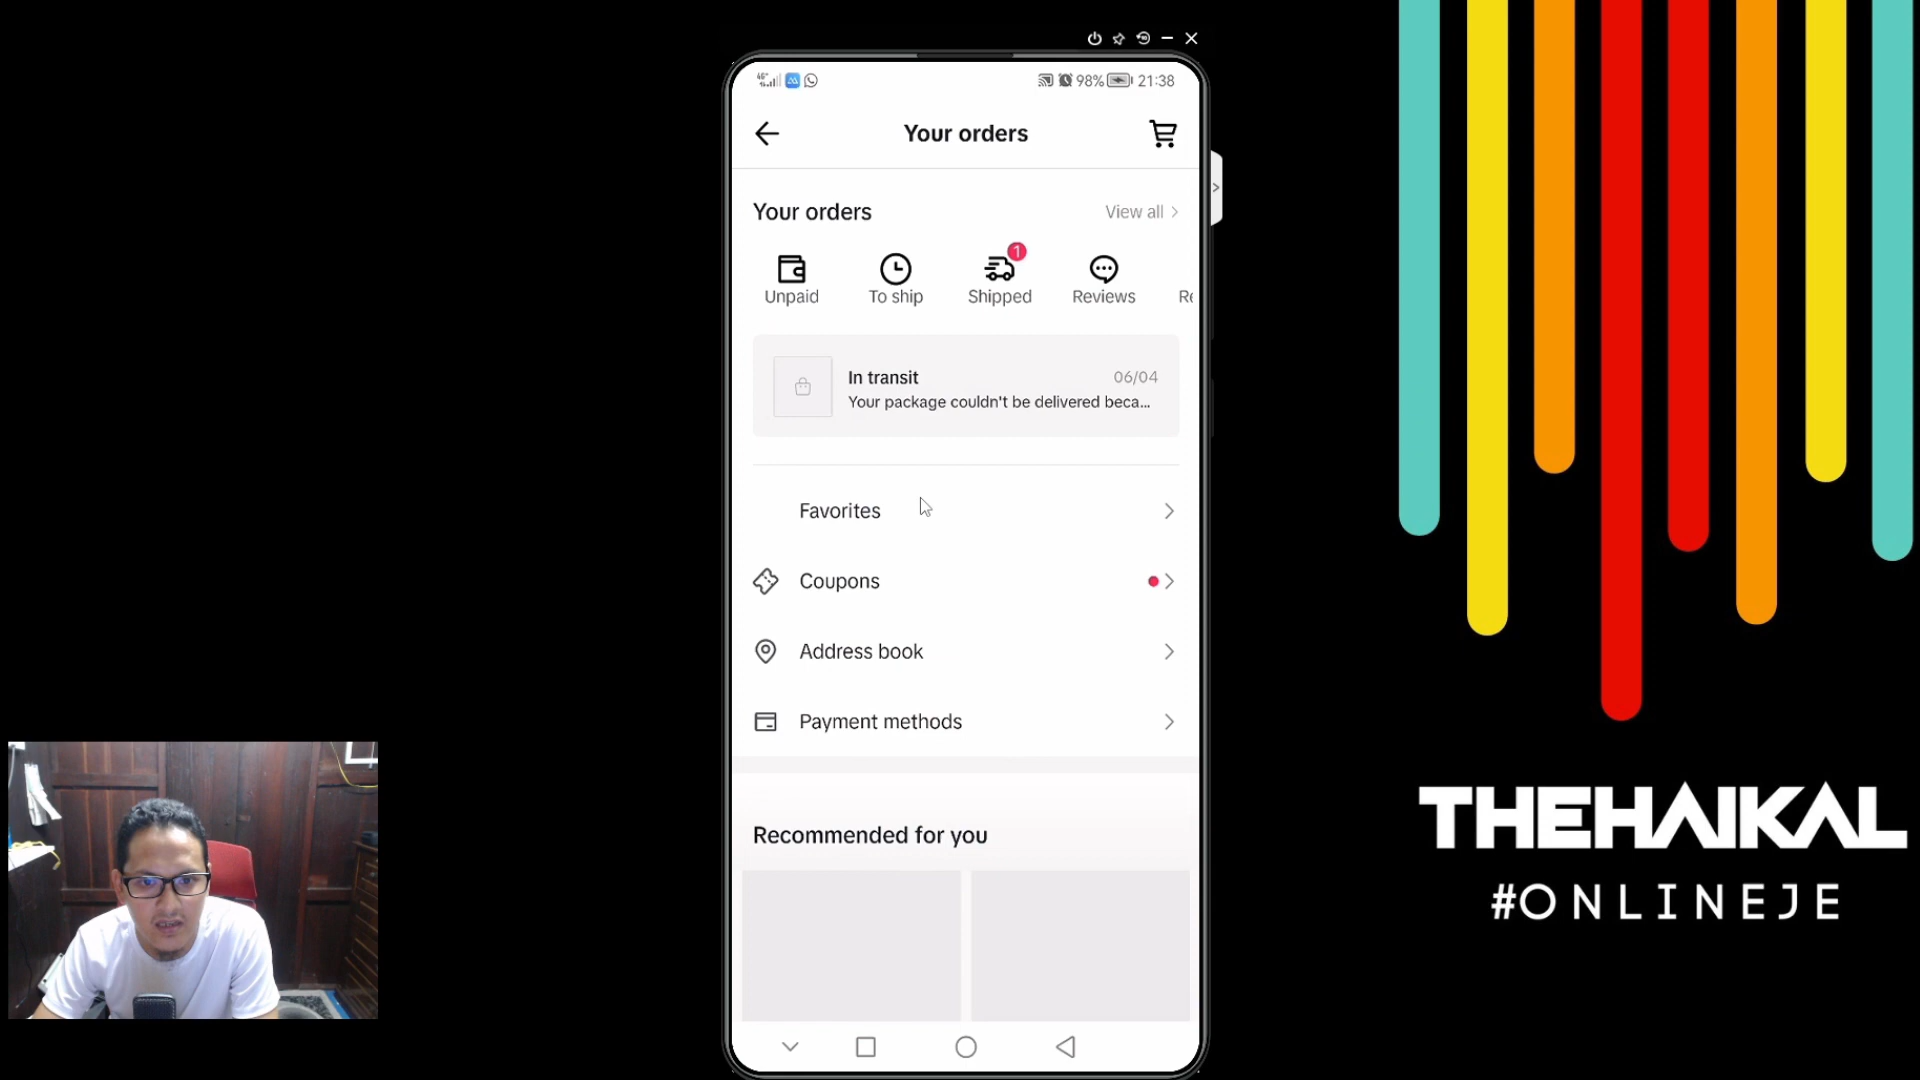 98% 21:38
Your orders
Your orders
View all
1
Unpaid
To ship
Shipped
Reviews
Re
In transit
06/04
Your package couldn't be delivered beca...
Favorites
Coupons
Address book
Payment methods
Recommended for you
THEHAIKAL
#ONLINEJE